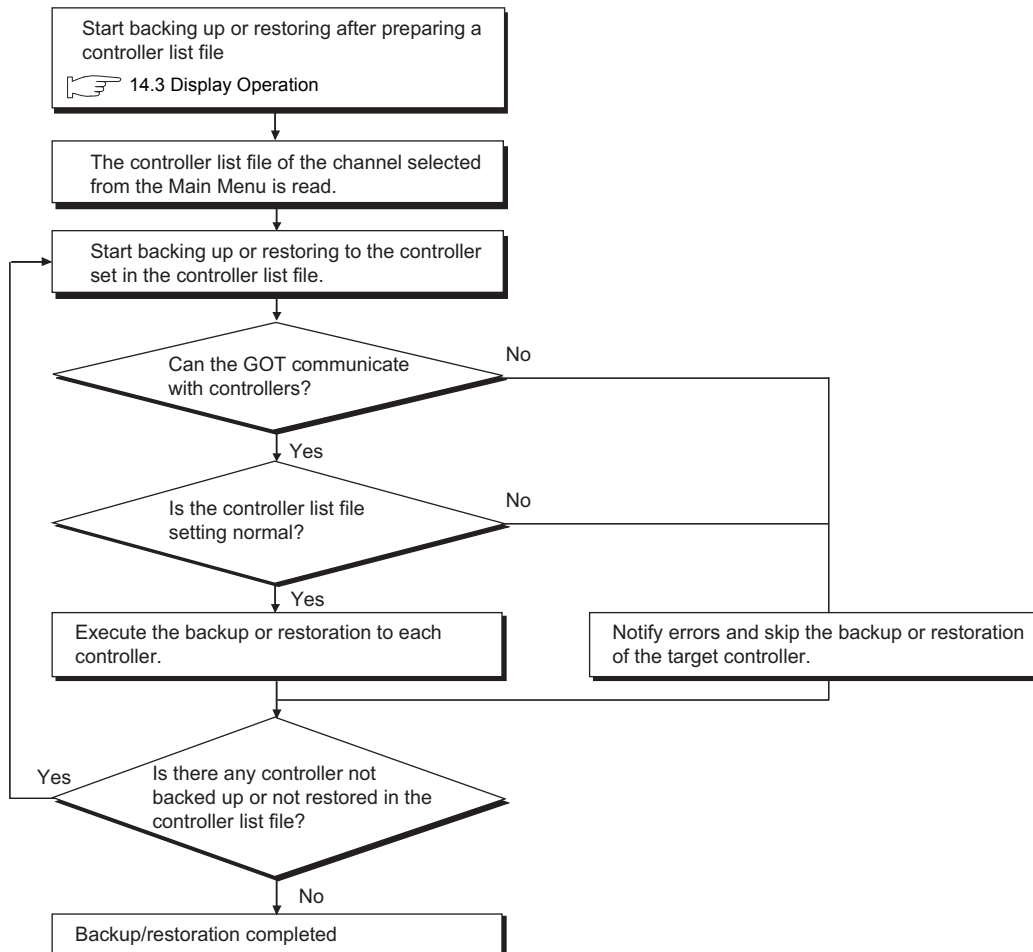 Start backing up or restoring after preparing a
controller list file
14.3 Display Operation
The controller list file of the channel selected
from the Main Menu is read.
Start backing up or restoring to the controller
set in the controller list file.
Can the GOT communicate
with controllers?
No
Yes
Is the controller list file
setting normal?
No
Yes
Execute the backup or restoration to each
controller.
Notify errors and skip the backup or restoration
of the target controller.
Is there any controller not
backed up or not restored in the
controller list file?
Yes
No
Backup/restoration completed